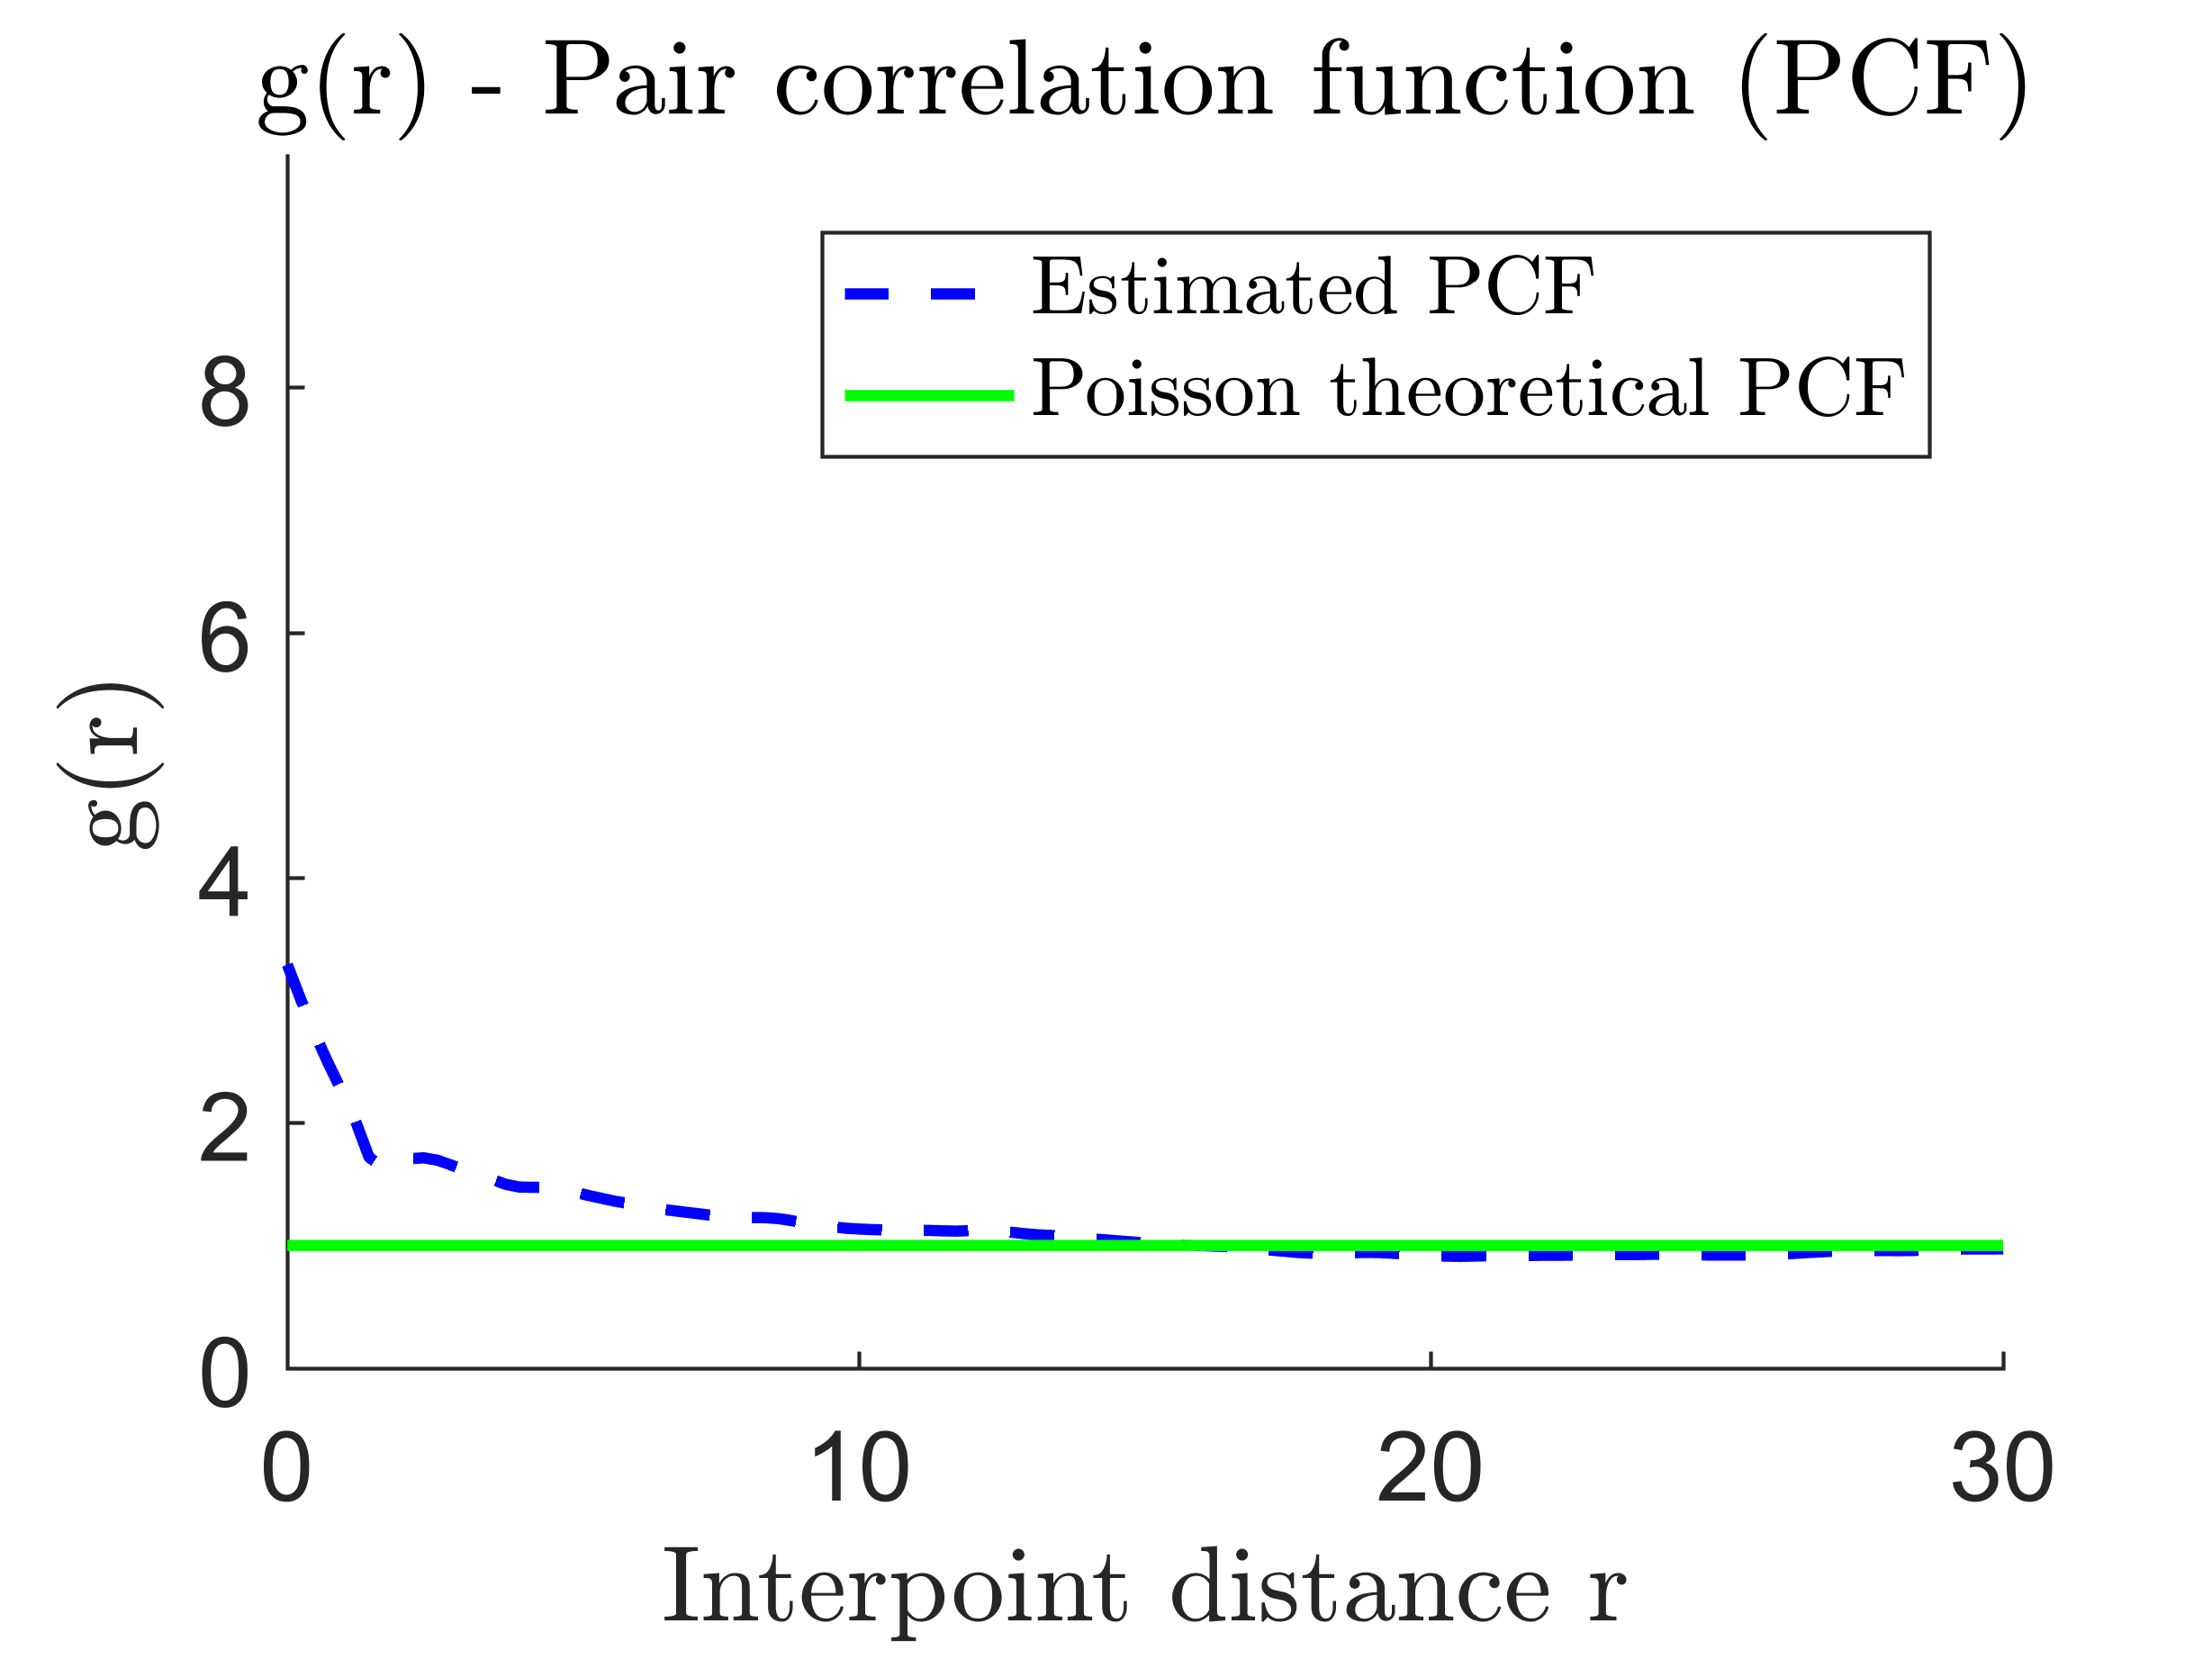 g(r) - Pair correlation function (PCF)
Estimated PCF
Poisson theoretical PCF
8
6
4
2
0
g(r)
0 10 20 30
Interpoint distance r